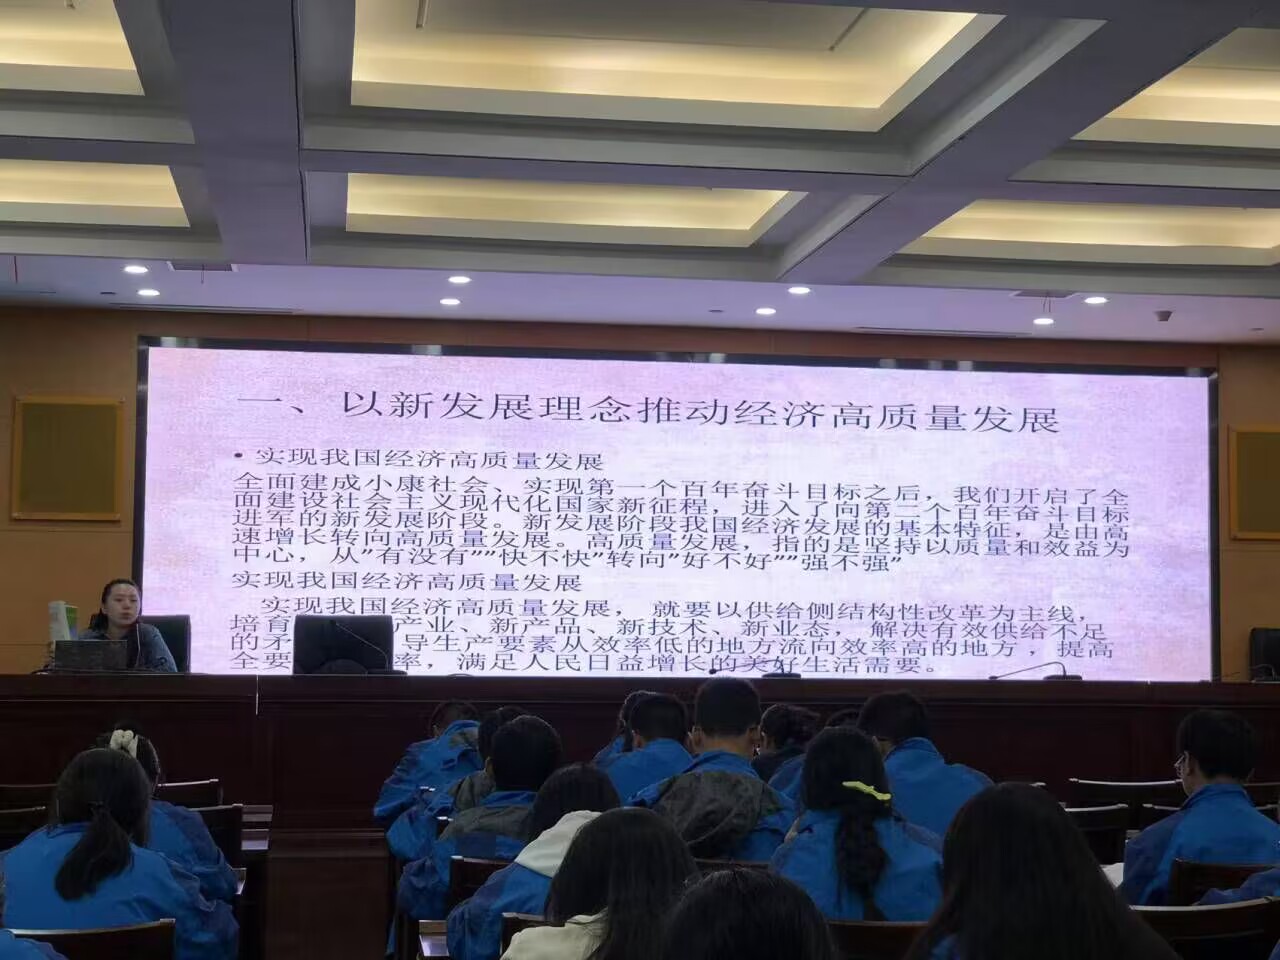 一、以新发展理念推动经济高质量发展
• 实现我国经济高质量发展
全面建成小康社会、实现第一个百年奋斗目标之后，我们开启了全
面建设社会主义现代化国家新征程，进入了向第二个百年奋斗目标
进军的新发展阶段。新发展阶段我国经济发展的基本特征，是由高
速增长转向高质量发展。高质量发展，指的是坚持以质量和效益为
中心，从”有没有””快不快”转向”好不好””强不强”
实现我国经济高质量发展
实现我国经济高质量发展，就要以供给侧结构性改革为主线，
培育 产业、新产品、新技术、新业态，解决有效供给不足
的矛 导生产要素从效率低的地方流向效率高的地方，提高
全要 率，满足人民日益增长的美好生活需要。